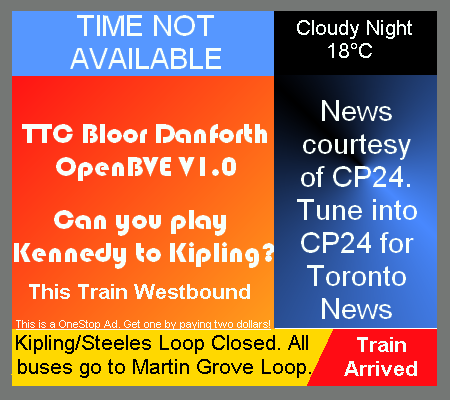 TIME NOT
AVAILABLE
Cloudy Night
18°C
TTC Bloor Danforth
OpenBVE V1.0
Can you play
Kennedy to Kipling?
This Train Westbound
This is a OneStop Ad. Get one by paying two dollars!
News
courtesy
of CP24.
Tune into
CP24 for
Toronto
News
Kipling/Steeles Loop Closed. All
buses go to Martin Grove Loop.
Train
Arrived